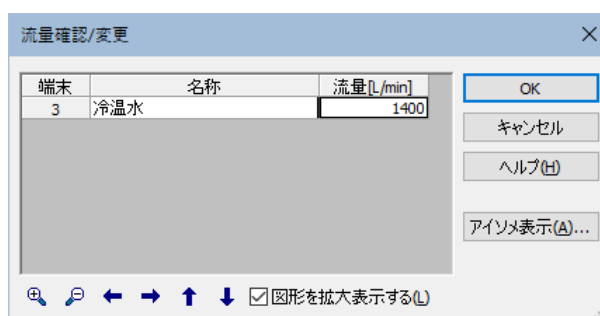 流量確認/変更
端末 名称 流量[L/min]
3 冷温水 1400
OK
キャンセル
ヘルプ(H)
アイソメ表示(A)...
図形を拡大表示する(L)